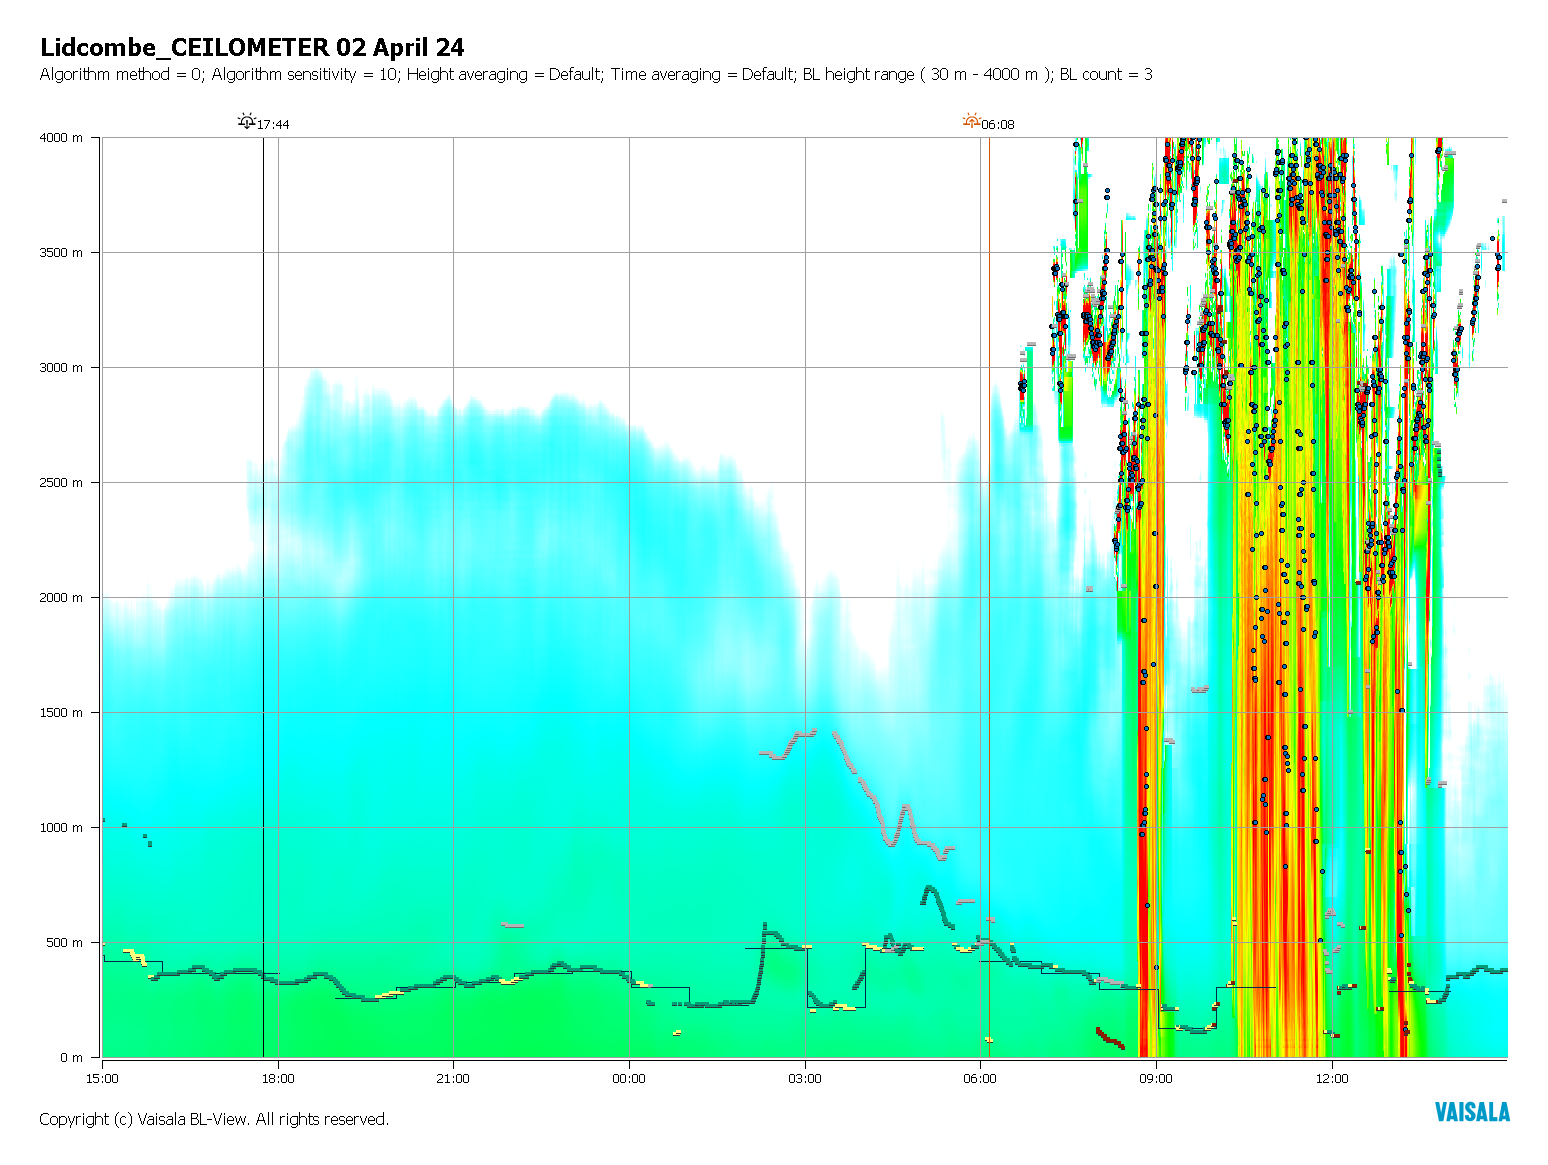 Lidcombe_CEILOMETER 02 April 24
Algorithm method = 0; Algorithm sensitivity = 10; Height averaging = Default; Time averaging = Default; BL height range ( 30 m - 4000 m ); BL count = 3
17:44
06:08
4000 m
3500 m
3000 m
2500 m
2000 m
1500 m
1000 m
500 m
0 m
15:00
18:00
21:00
00:00
03:00
06:00
09:00
12:00
Copyright (c) Vaisala BL-View. All rights reserved.
VAISALA